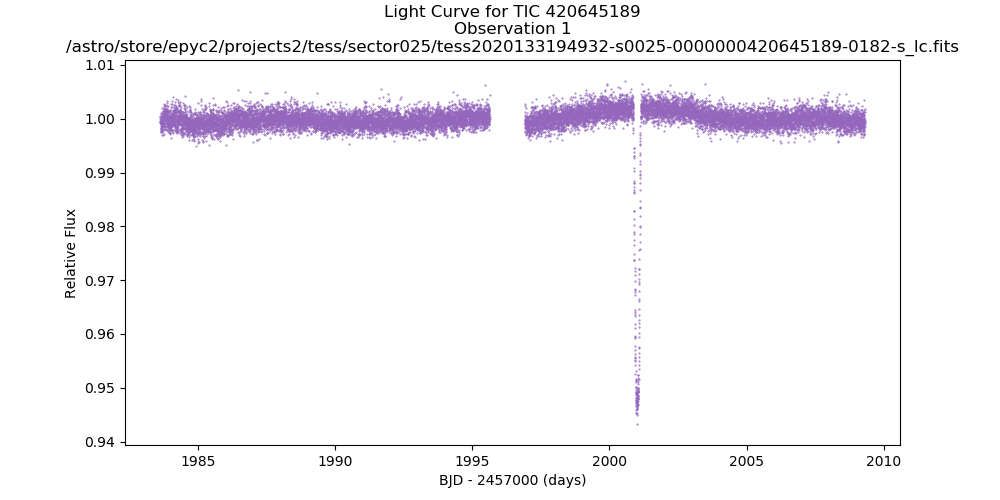 Light Curve for TIC 420645189
Observation 1
/astro/store/epyc2/projects2/tess/sector025/tess2020133194932-s0025-0000000420645189-0182-s_lc.fits
1.01
1.00
0.99
0.98
0.97
0.96
0.95
0.94
Relative Flux
1985
1990
1995
2000
2005
2010
BJD - 2457000 (days)